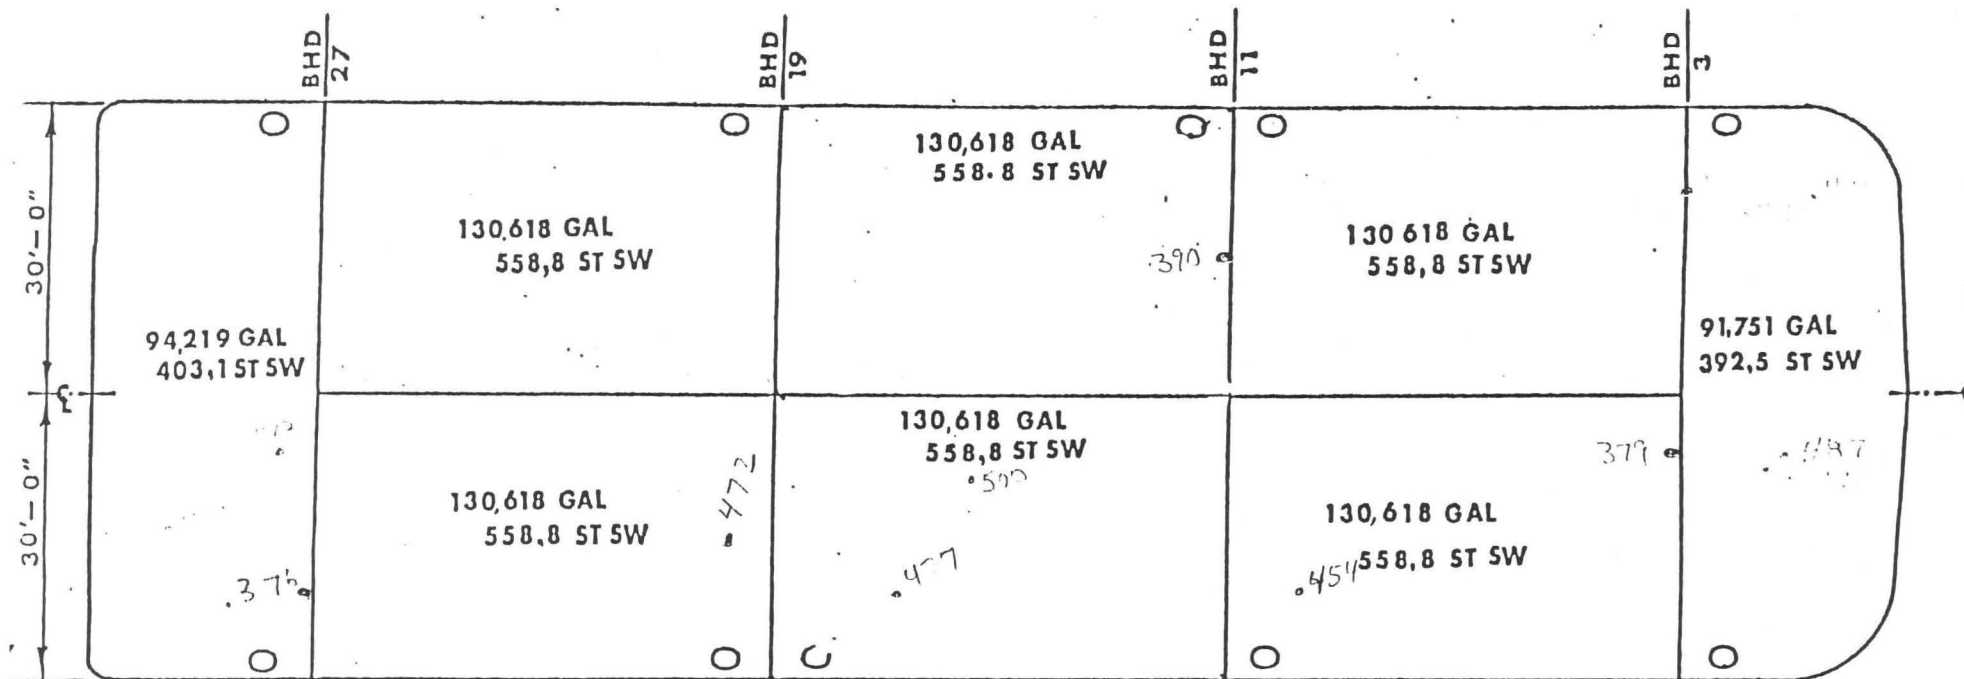 BHD 27
BHD 19
BHD 11
BHD 3
30'-0"
30'-0"
130,618 GAL
558.8 ST SW
130,618 GAL
558,8 ST SW
130 618 GAL
558,8 ST SW
.390
94,219 GAL
403,1 ST SW
91,751 GAL
392,5 ST SW
130,618 GAL
558,8 ST SW
379
.472
130,618 GAL
558,8 ST SW
130,618 GAL
558,8 ST SW
.454